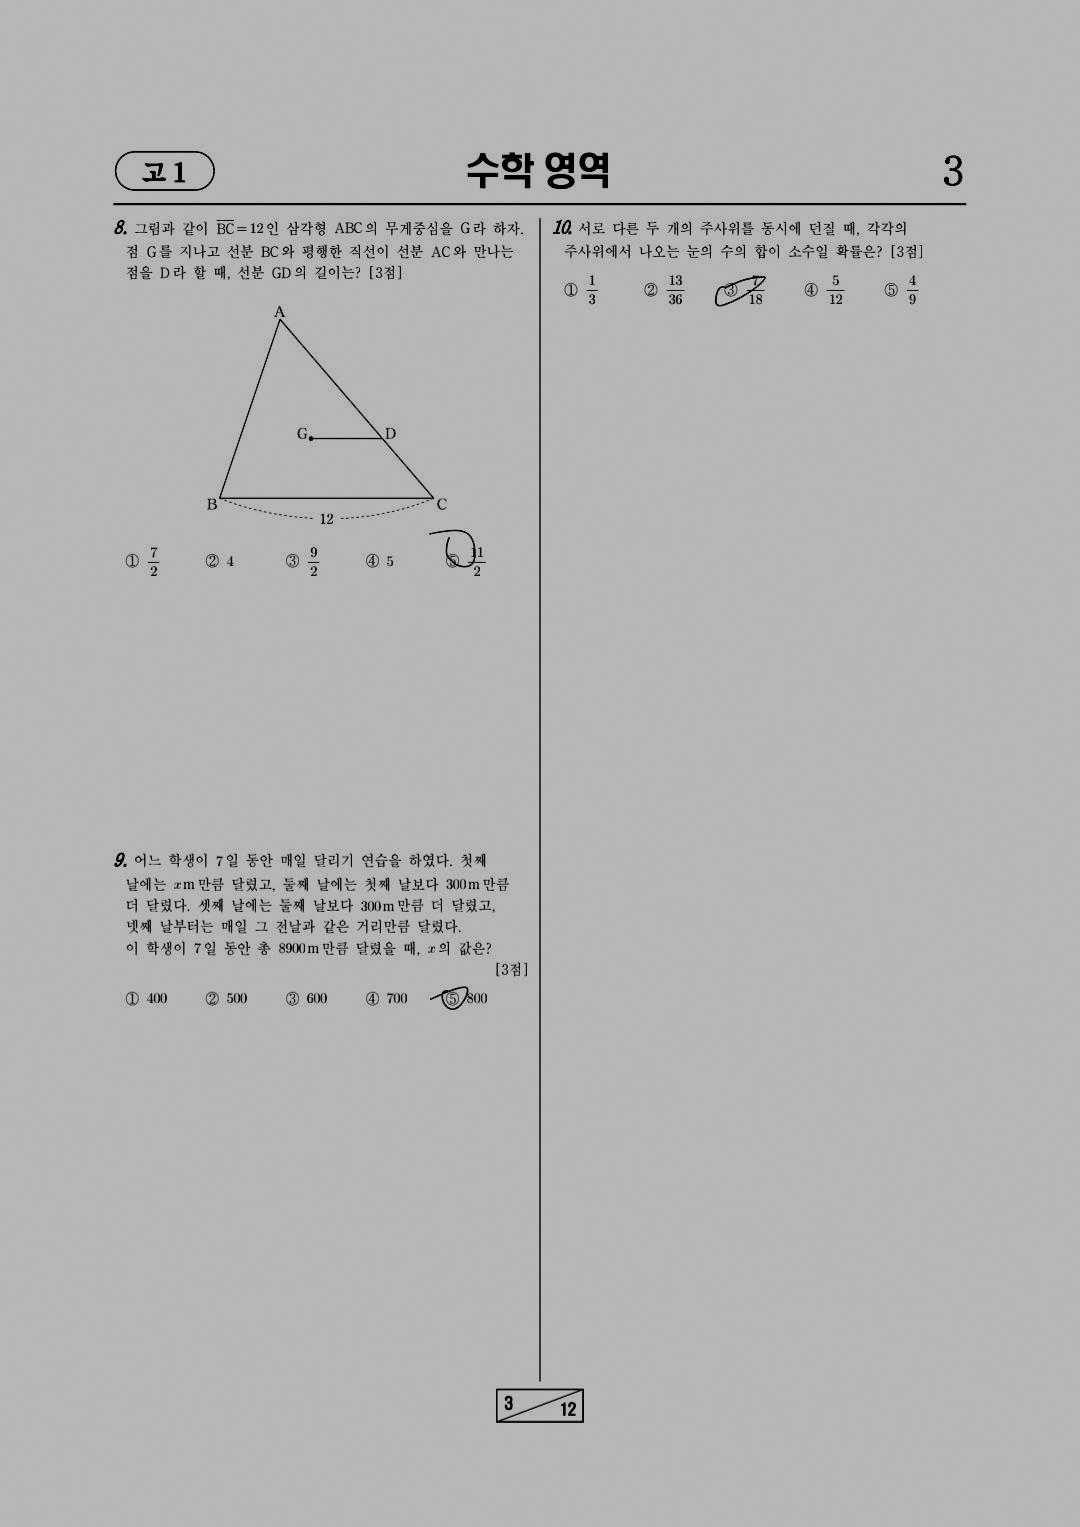 고 1
수학 영역
3
8. 그림과 같이 BC=12인 삼각형 ABC의 무게중심을 G라 하자.
점 G를 지나고 선분 BC와 평행한 직선이 선분 AC와 만나는
점을 D라 할 때, 선분 GD의 길이는? [3점]
A
G
D
B
C
12
① 7/2 ② 4 ③ 9/2 ④ 5 ⑤ 11/2
9. 어느 학생이 7일 동안 매일 달리기 연습을 하였다. 첫째
날에는 xm만큼 달렸고, 둘째 날에는 첫째 날보다 300m만큼
더 달렸다. 셋째 날에는 둘째 날보다 300m만큼 더 달렸고,
넷째 날부터는 매일 그 전날과 같은 거리만큼 달렸다.
이 학생이 7일 동안 총 8900m만큼 달렸을 때, x의 값은?
[3점]
① 400 ② 500 ③ 600 ④ 700 ⑤ 800
10. 서로 다른 두 개의 주사위를 동시에 던질 때, 각각의
주사위에서 나오는 눈의 수의 합이 소수일 확률은? [3점]
① 1/3 ② 13/36 ③ 7/18 ④ 5/12 ⑤ 4/9
3
12